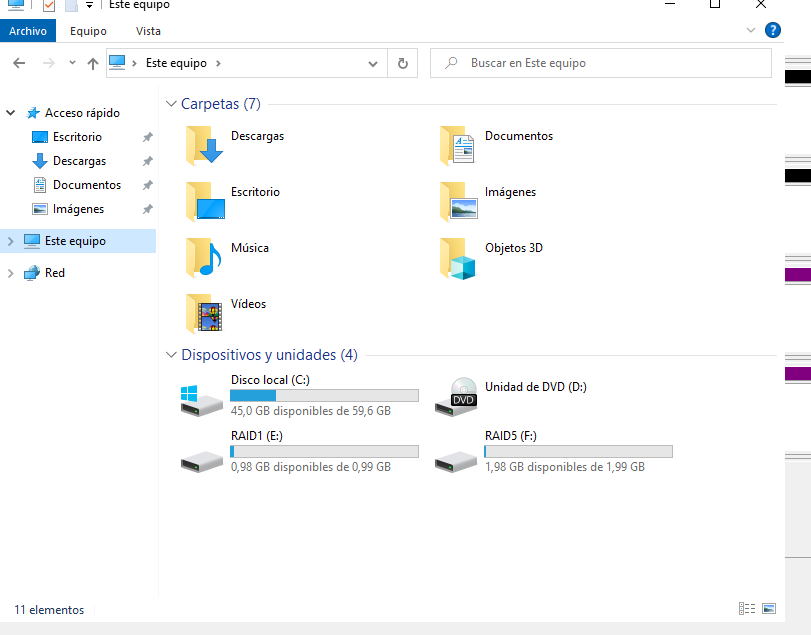 Este equipo
Archivo Equipo Vista
?
Este equipo
Buscar en Este equipo
Acceso rápido
Escritorio
Descargas
Documentos
Imágenes
Este equipo
Red
Carpetas (7)
Descargas
Documentos
Escritorio
Imágenes
Música
Objetos 3D
Vídeos
Dispositivos y unidades (4)
Disco local (C:)
45,0 GB disponibles de 59,6 GB
DVD
Unidad de DVD (D:)
RAID1 (E:)
0,98 GB disponibles de 0,99 GB
RAID5 (F:)
1,98 GB disponibles de 1,99 GB
11 elementos